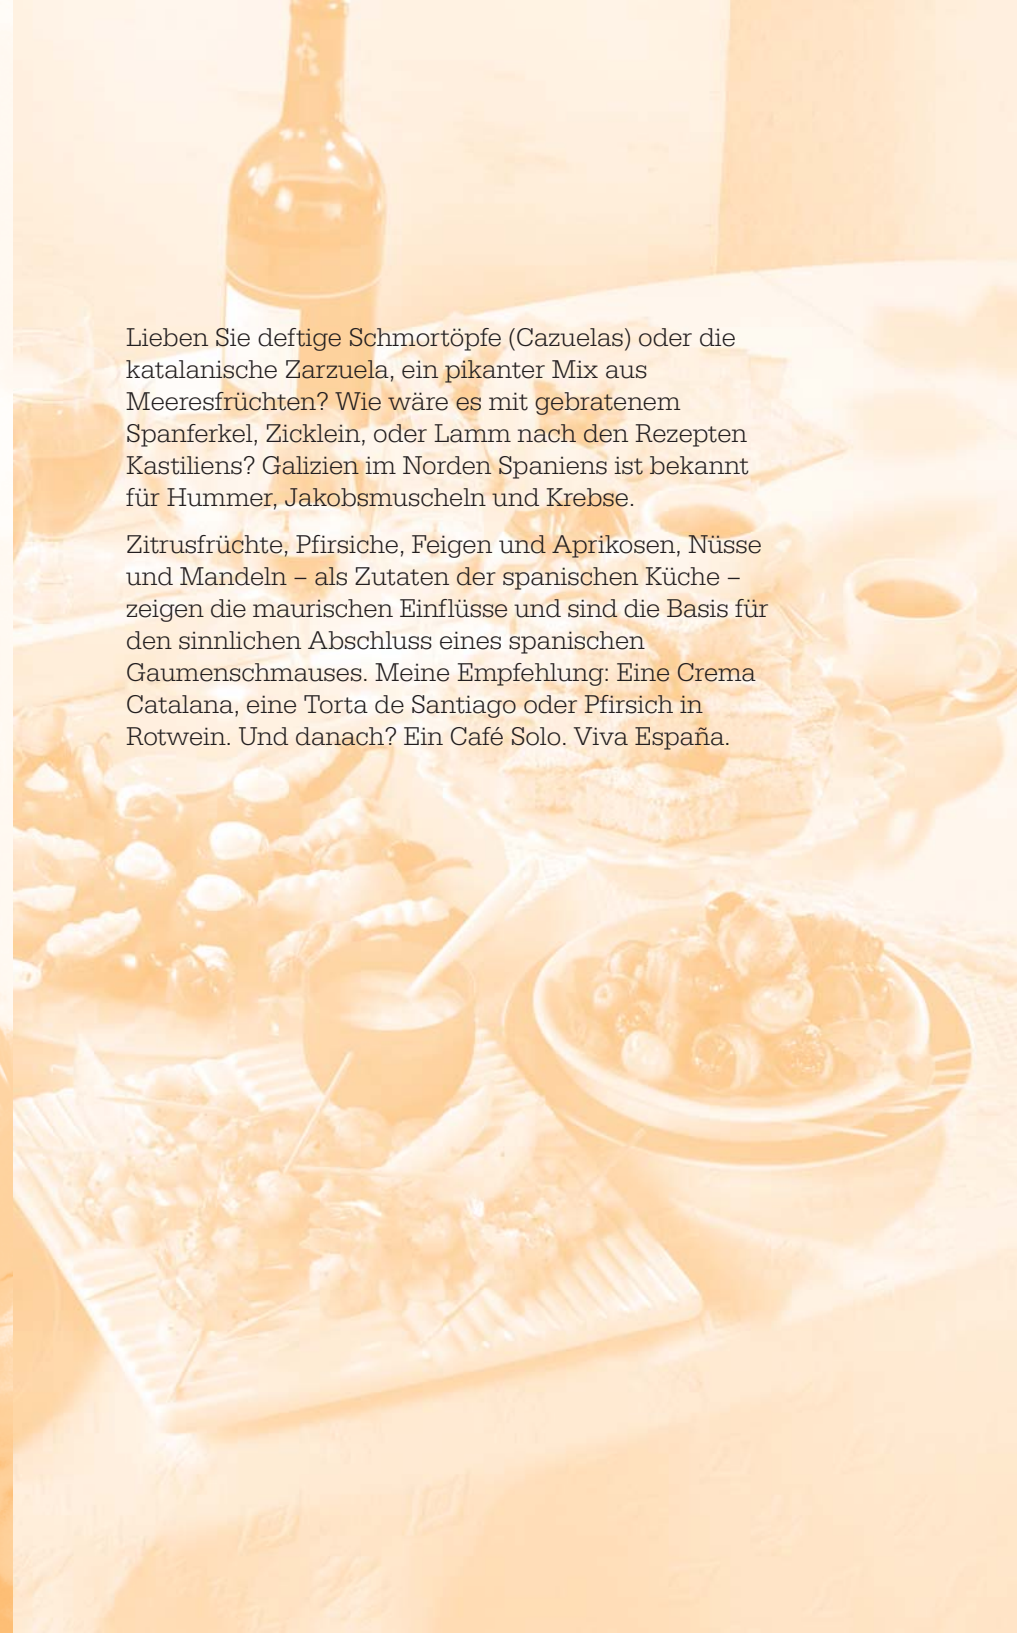 Lieben Sie deftige Schmortöpfe (Cazuelas) oder die
katalanische Zarzuela, ein pikanter Mix aus
Meeresfrüchten? Wie wäre es mit gebratenem
Spanferkel, Zicklein, oder Lamm nach den Rezepten
Kastiliens? Galizien im Norden Spaniens ist bekannt
für Hummer, Jakobsmuscheln und Krebse.
Zitrusfrüchte, Pfirsiche, Feigen und Aprikosen, Nüsse
und Mandeln – als Zutaten der spanischen Küche –
zeigen die maurischen Einflüsse und sind die Basis für
den sinnlichen Abschluss eines spanischen
Gaumenschmauses. Meine Empfehlung: Eine Crema
Catalana, eine Torta de Santiago oder Pfirsich in
Rotwein. Und danach? Ein Café Solo. Viva España.